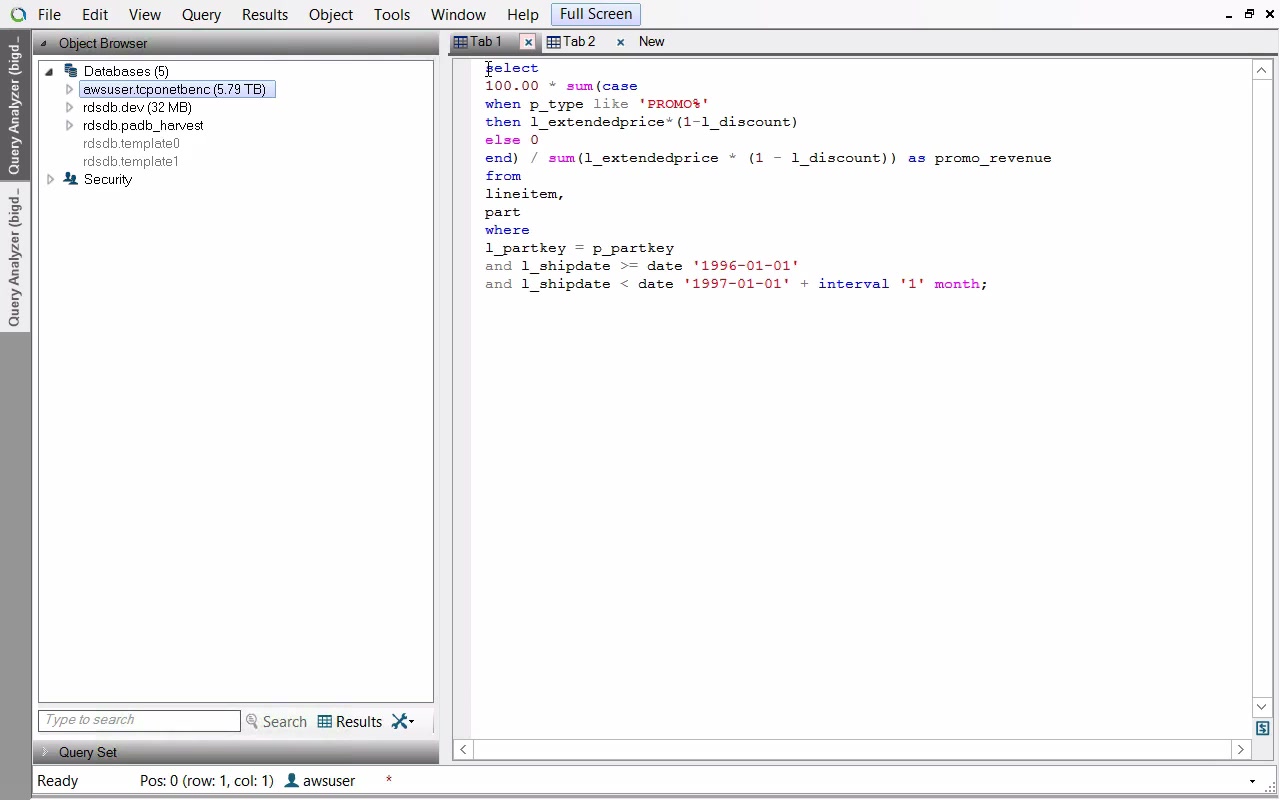 File Edit View Query Results Object Tools Window Help Full Screen
Query Analyzer (bigd_
Query Analyzer (bigd_
Object Browser
Databases (5)
awsuser.tcponetbenc (5.79 TB)
rdsdb.dev (32 MB)
rdsdb.padb_harvest
rdsdb.template0
rdsdb.template1
Security
Type to search Search Results
Query Set
Tab 1 Tab 2 New
select
100.00 * sum(case
when p_type like 'PROMO%'
then l_extendedprice*(1-l_discount)
else 0
end) / sum(l_extendedprice * (1 - l_discount)) as promo_revenue
from
lineitem,
part
where
l_partkey = p_partkey
and l_shipdate >= date '1996-01-01'
and l_shipdate < date '1997-01-01' + interval '1' month;
Ready Pos: 0 (row: 1, col: 1) awsuser *